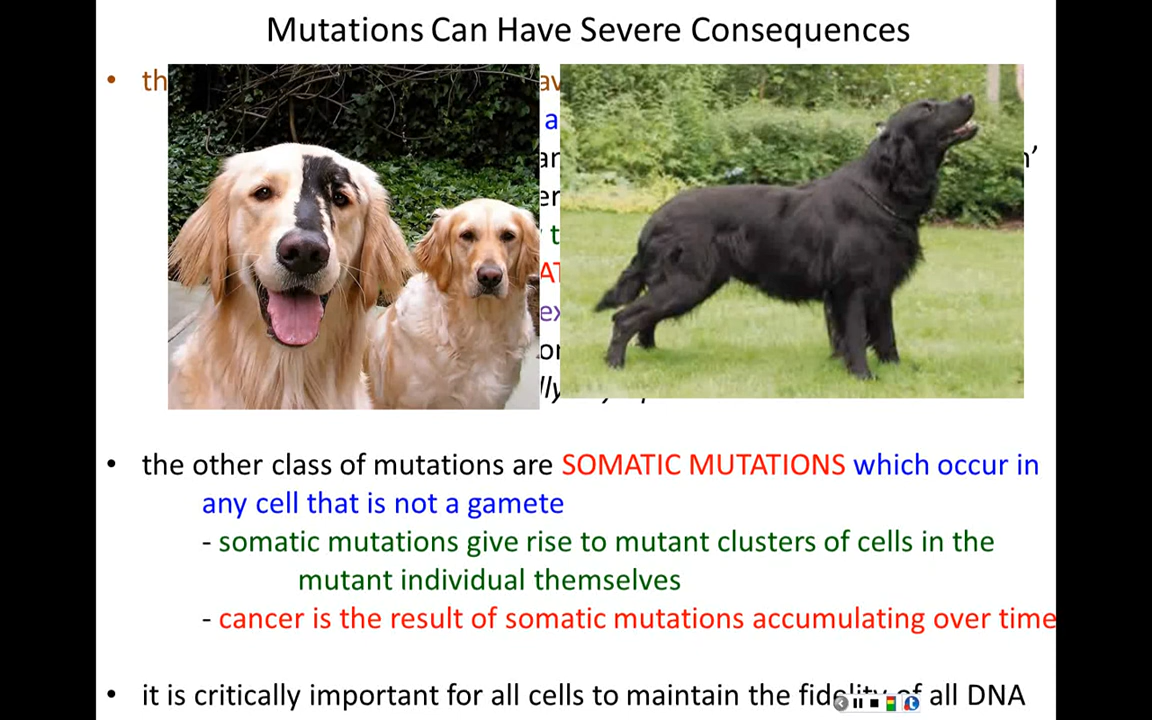 Mutations Can Have Severe Consequences
• the other class of mutations are SOMATIC MUTATIONS which occur in
any cell that is not a gamete
- somatic mutations give rise to mutant clusters of cells in the
mutant individual themselves
- cancer is the result of somatic mutations accumulating over time
• it is critically important for all cells to maintain the fidelity of all DNA